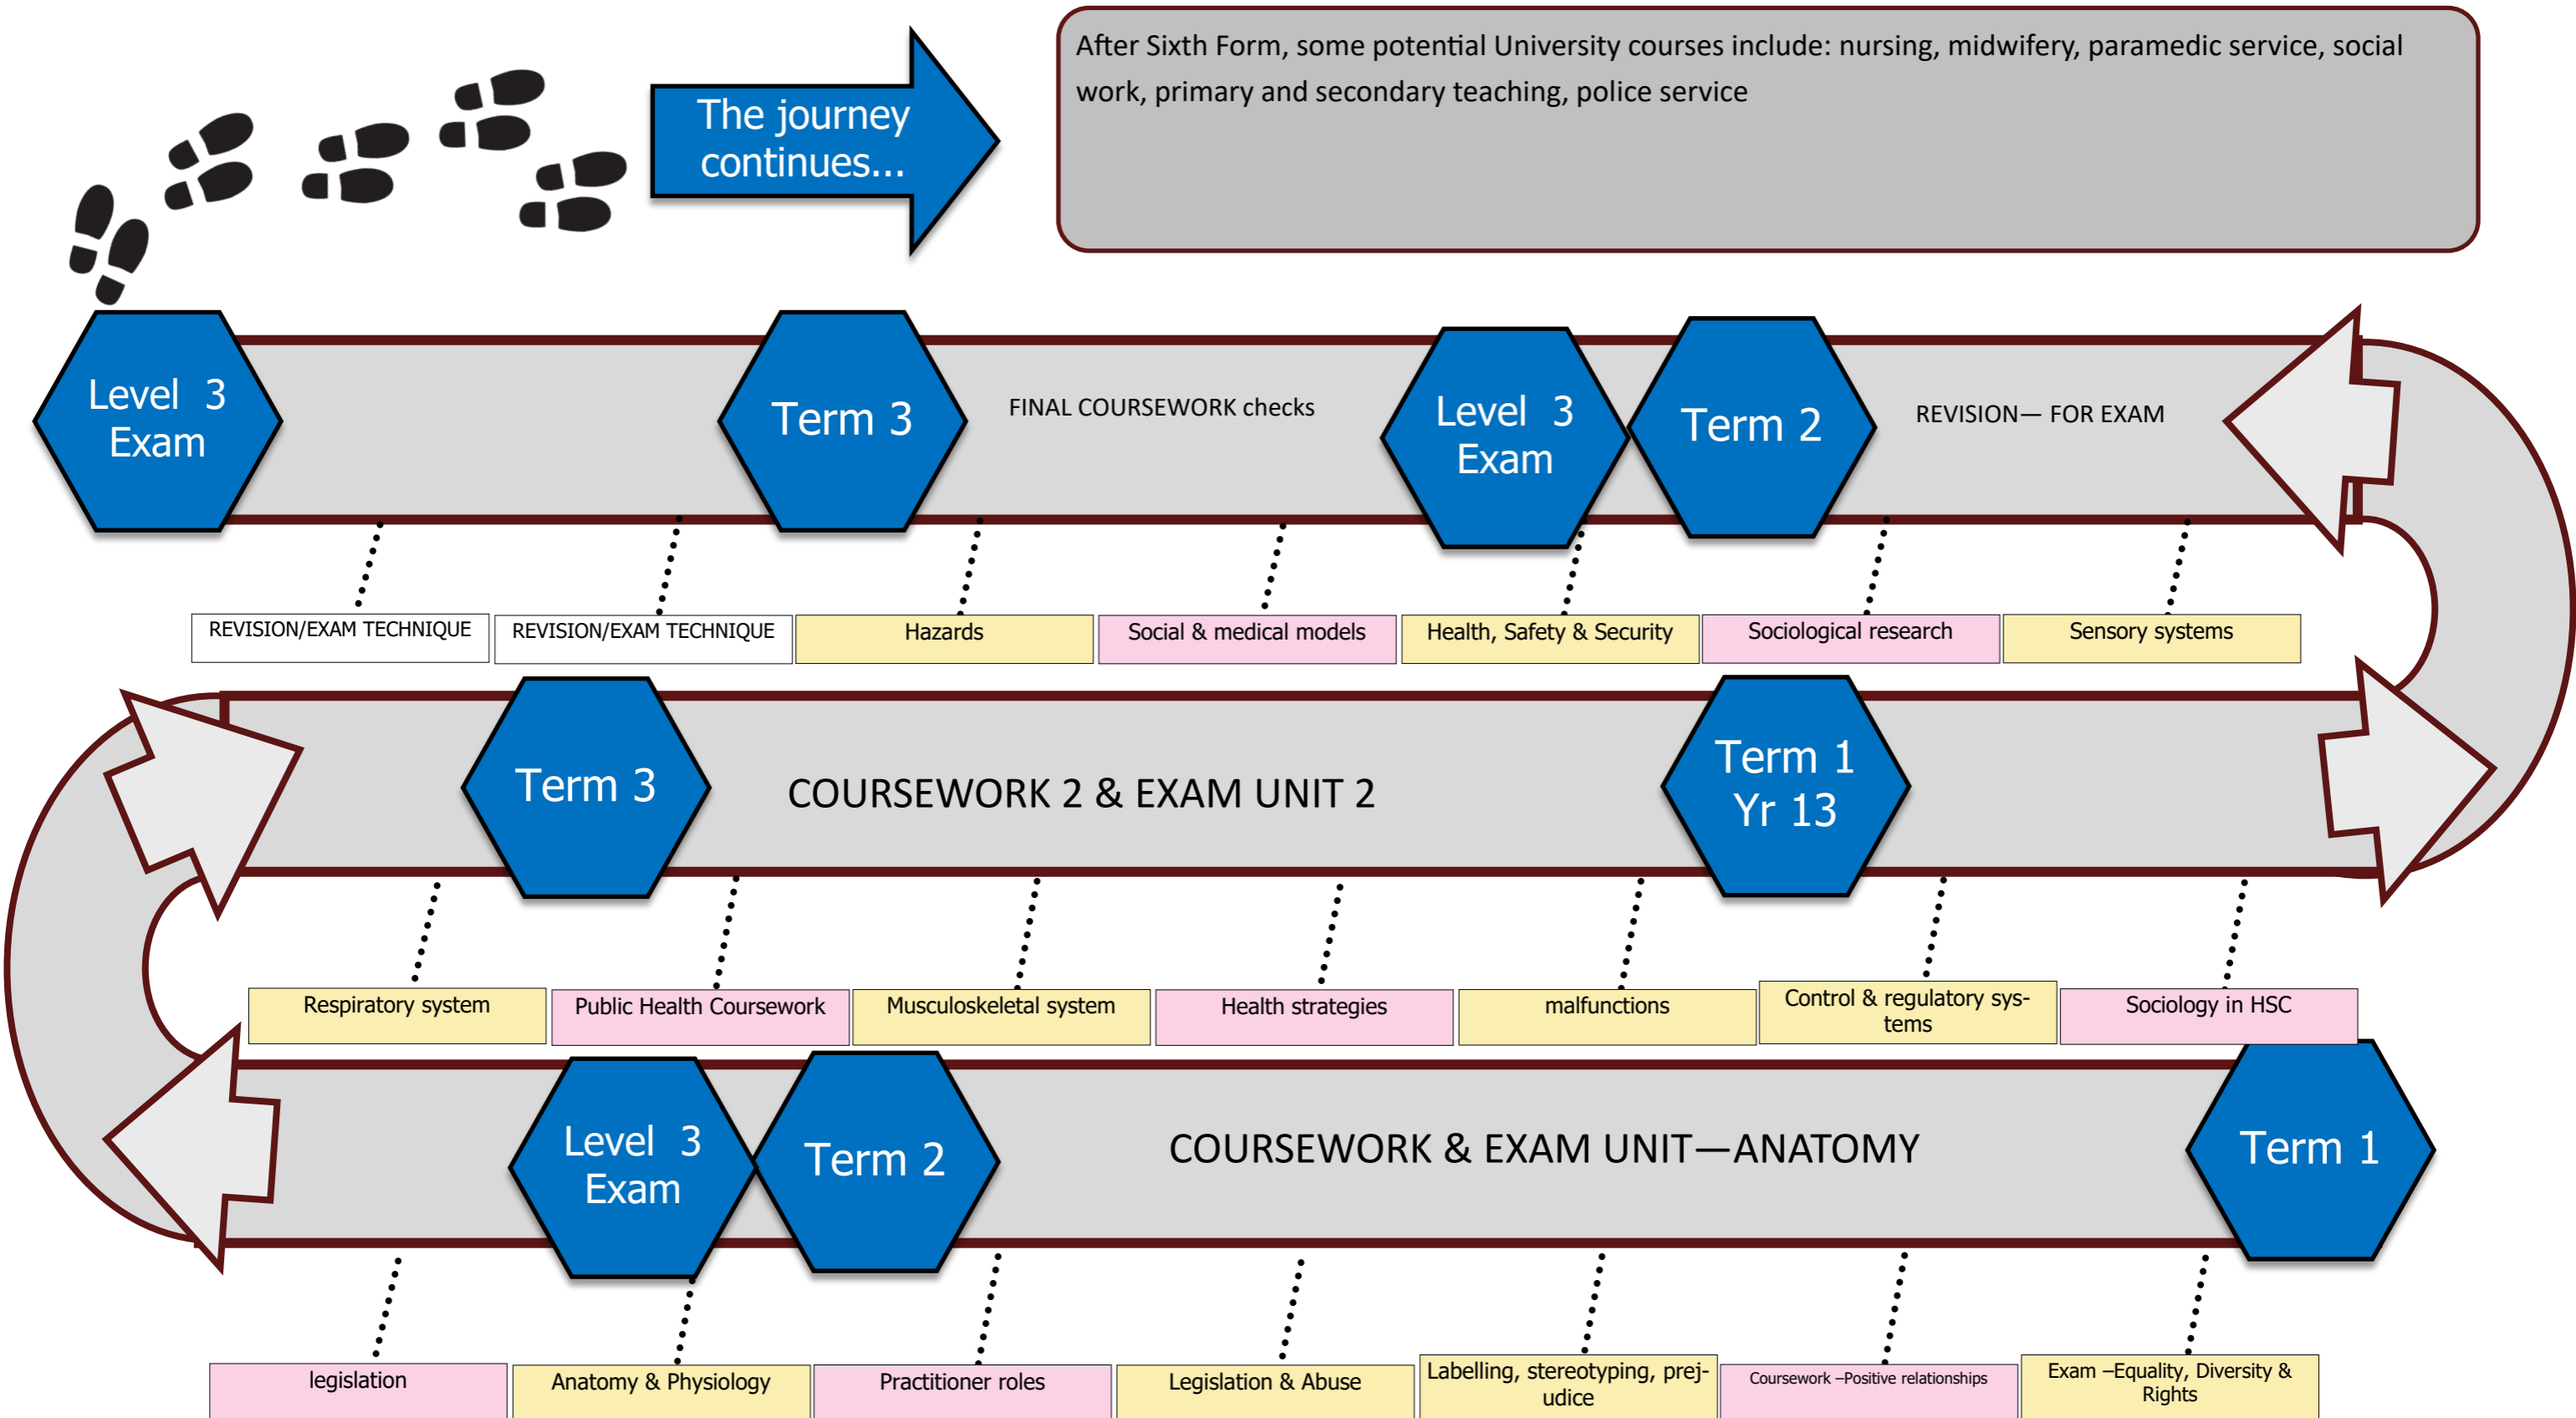 After Sixth Form, some potential University courses include: nursing, midwifery, paramedic service, social
work, primary and secondary teaching, police service
The journey
continues...
Level 3
Exam
Term 3
FINAL COURSEWORK checks
Level 3
Exam
Term 2
REVISION— FOR EXAM
REVISION/EXAM TECHNIQUE
REVISION/EXAM TECHNIQUE
Hazards
Social & medical models
Health, Safety & Security
Sociological research
Sensory systems
Term 3
COURSEWORK 2 & EXAM UNIT 2
Term 1
Yr 13
Respiratory system
Public Health Coursework
Musculoskeletal system
Health strategies
malfunctions
Control & regulatory sys-
tems
Sociology in HSC
Level 3
Exam
Term 2
COURSEWORK & EXAM UNIT—ANATOMY
Term 1
legislation
Anatomy & Physiology
Practitioner roles
Legislation & Abuse
Labelling, stereotyping, prej-
udice
Coursework –Positive relationships
Exam –Equality, Diversity &
Rights